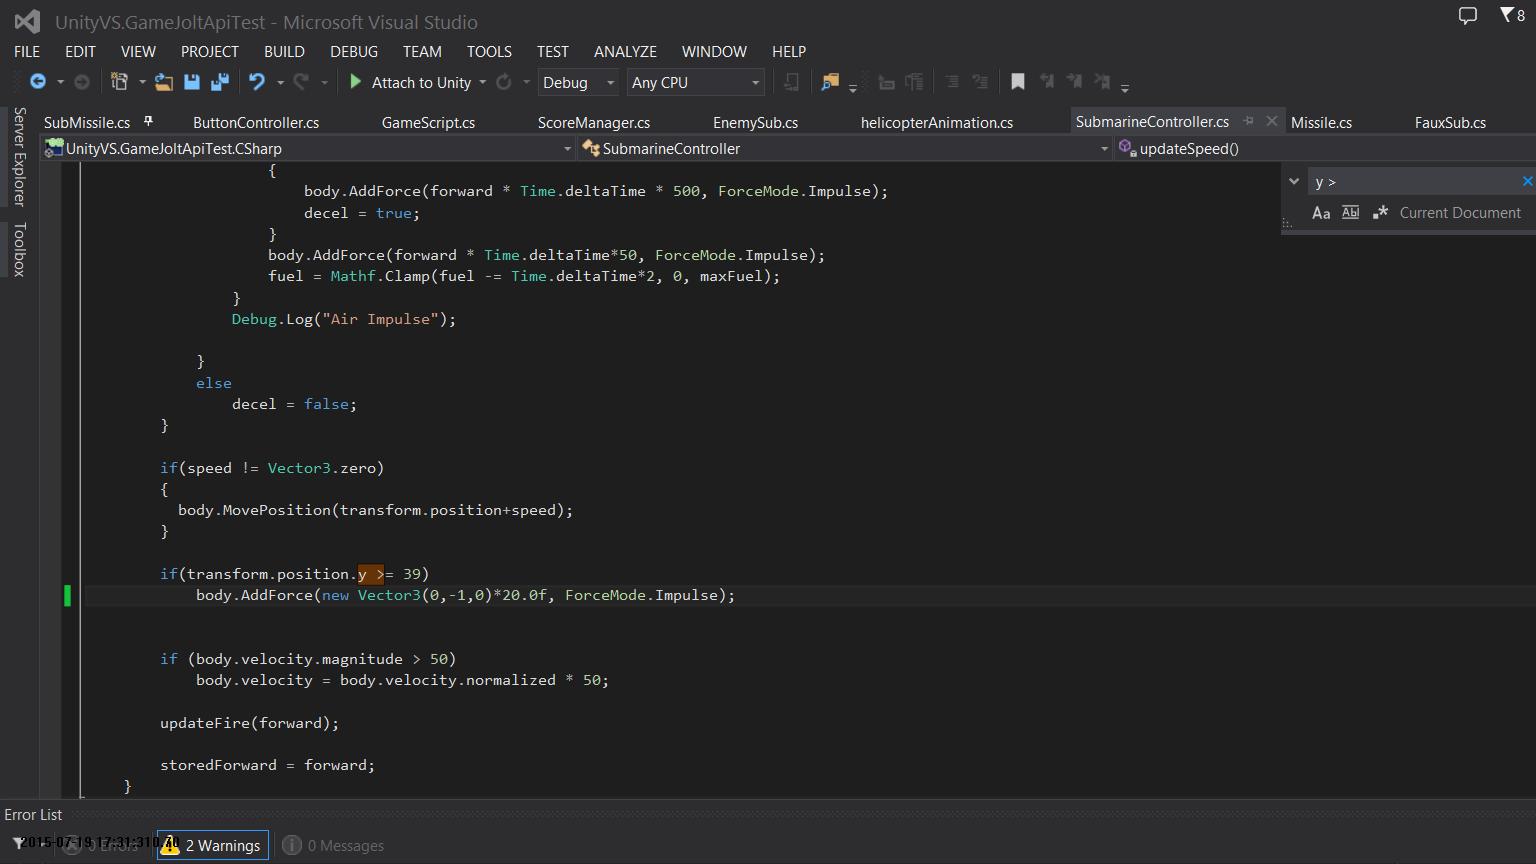 UnityVS.GameJoltApiTest - Microsoft Visual Studio
8
FILE EDIT VIEW PROJECT BUILD DEBUG TEAM TOOLS TEST ANALYZE WINDOW HELP
Attach to Unity Debug Any CPU
Server Explorer
Toolbox
SubMissile.cs ButtonController.cs GameScript.cs ScoreManager.cs EnemySub.cs helicopterAnimation.cs SubmarineController.cs Missile.cs FauxSub.cs
UnityVS.GameJoltApiTest.CSharp SubmarineController updateSpeed()
y >
Aa Abl .* Current Document
{
body.AddForce(forward * Time.deltaTime * 500, ForceMode.Impulse);
decel = true;
}
body.AddForce(forward * Time.deltaTime*50, ForceMode.Impulse);
fuel = Mathf.Clamp(fuel -= Time.deltaTime*2, 0, maxFuel);
}
Debug.Log("Air Impulse");
}
else
decel = false;
}
if(speed != Vector3.zero)
{
body.MovePosition(transform.position+speed);
}
if(transform.position.y >= 39)
body.AddForce(new Vector3(0,-1,0)*20.0f, ForceMode.Impulse);
if (body.velocity.magnitude > 50)
body.velocity = body.velocity.normalized * 50;
updateFire(forward);
storedForward = forward;
}
Error List
0 Errors 2 Warnings 0 Messages